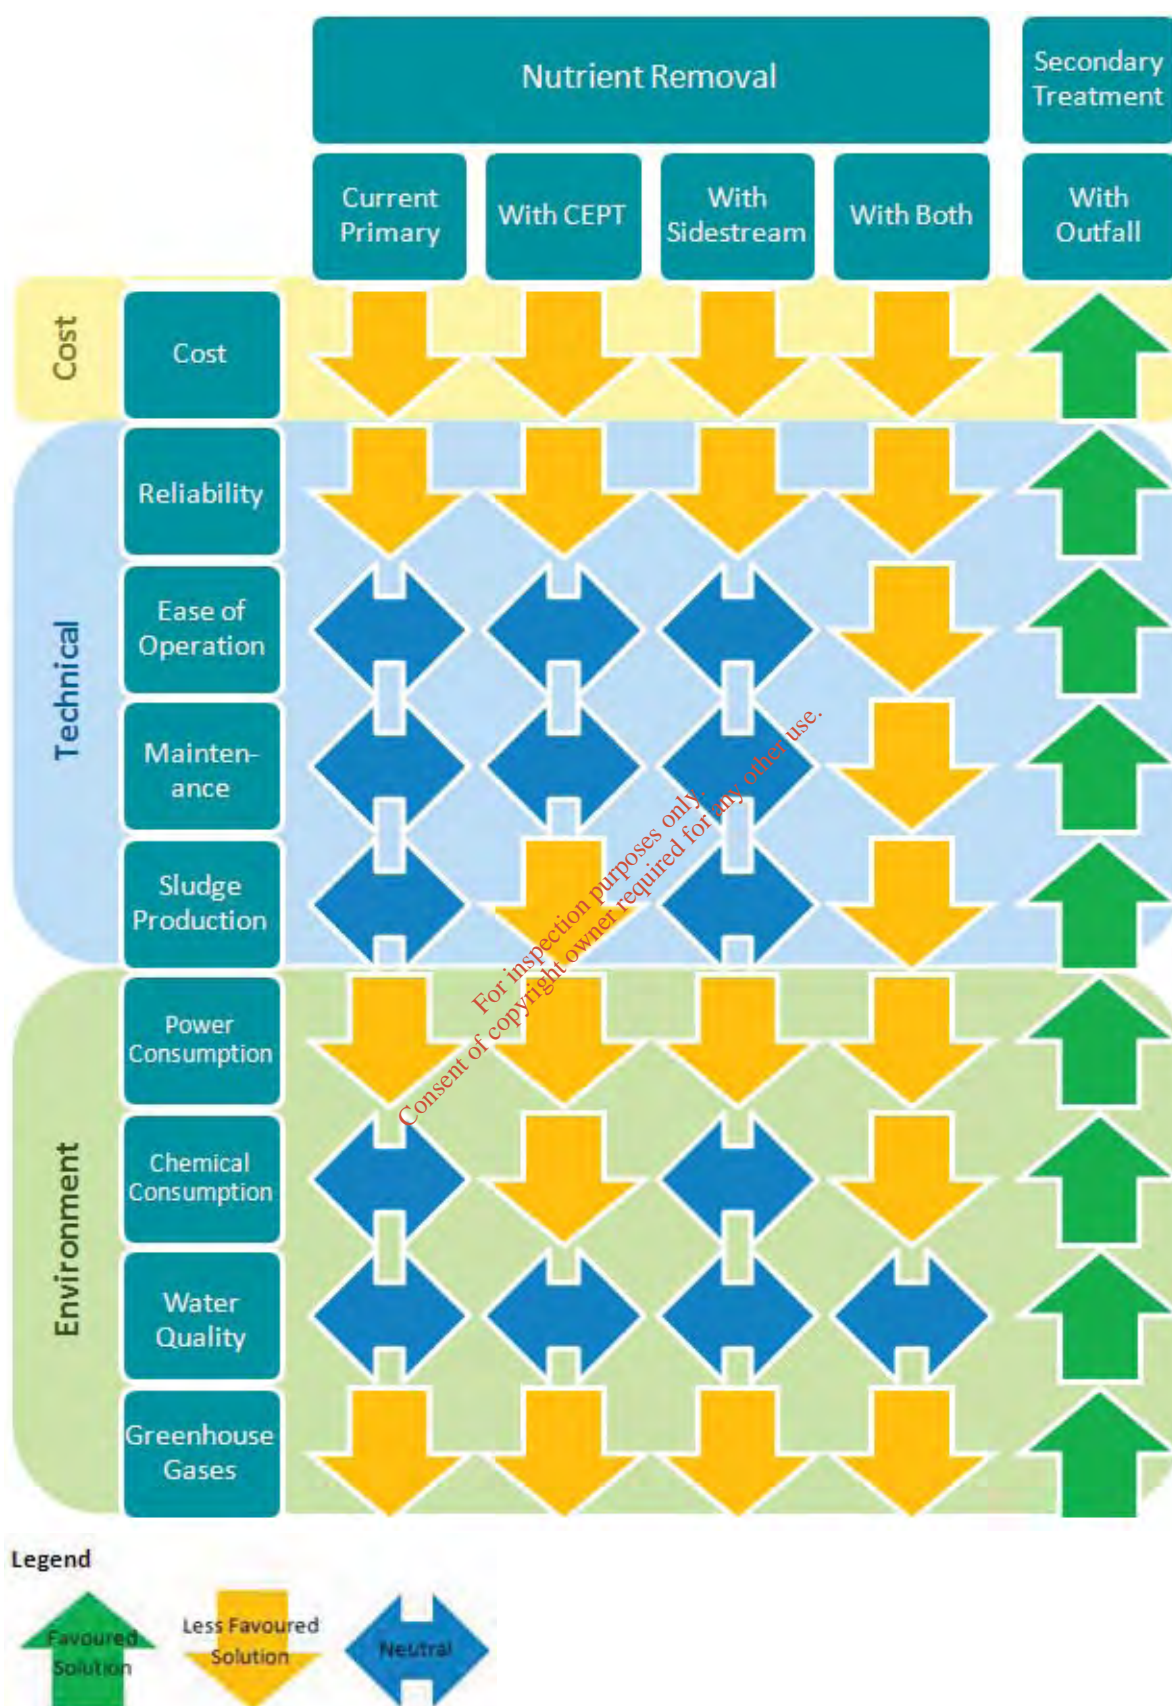 Nutrient Removal
Secondary
Treatment
Current
Primary
With CEPT
With
Sidestream
With Both
With
Outfall
Cost
Cost
Technical
Reliability
Ease of
Operation
Mainten-
ance
Sludge
Production
Environment
Power
Consumption
Chemical
Consumption
Water
Quality
Greenhouse
Gases
For inspection purposes only.
Consent of copyright owner required for any other use.
Legend
Favoured
Solution
Less Favoured
Solution
Neutral